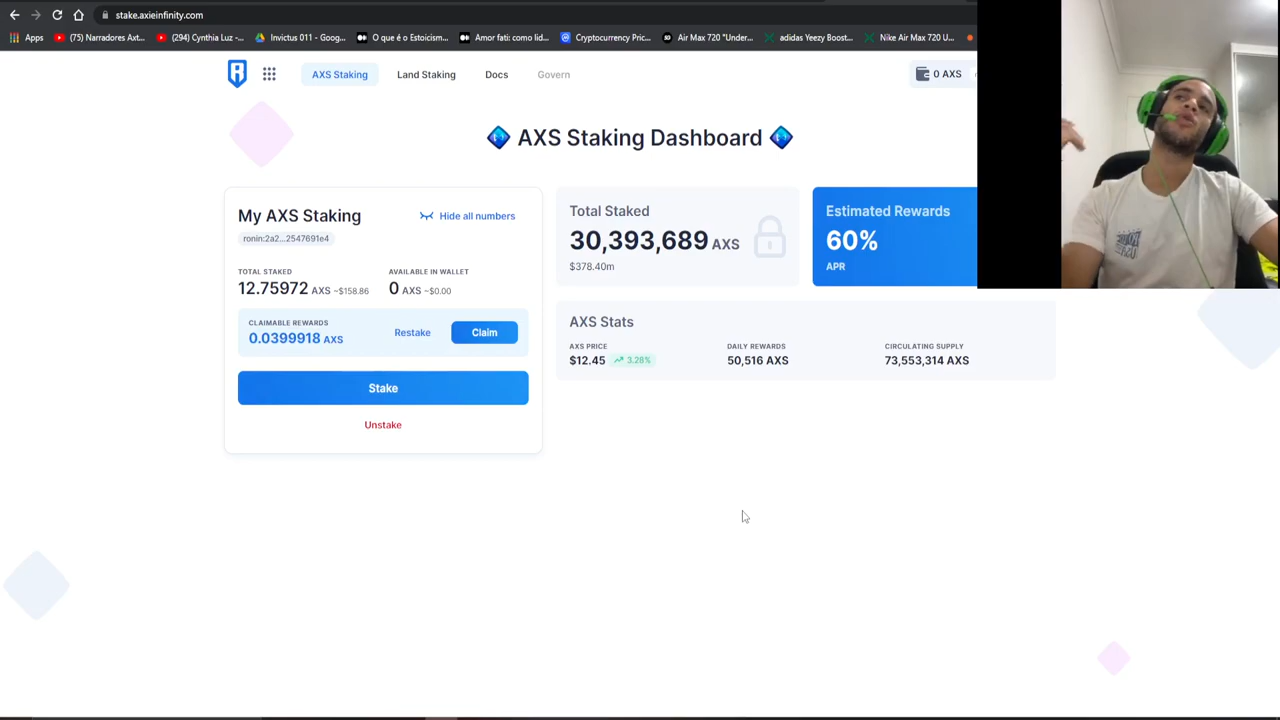 stake.axieinfinity.com
Apps (75) Narradores Axt... (294) Cynthia Luz -... Invictus 011 - Goog... O que é o Estoicism... Amor fati: como lid... Cryptocurrency Pric... Air Max 720 "Under... adidas Yeezy Boost... Nike Air Max 720 U...
AXS Staking Land Staking Docs Govern 0 AXS
AXS Staking Dashboard
My AXS Staking Hide all numbers
ronin:2a2...2547691e4
TOTAL STAKED AVAILABLE IN WALLET
12.75972 AXS ~$158.86 0 AXS ~$0.00
CLAIMABLE REWARDS
0.0399918 AXS Restake Claim
Stake
Unstake
Total Staked
30,393,689 AXS
$378.40m
Estimated Rewards
60%
APR
AXS Stats
AXS PRICE DAILY REWARDS CIRCULATING SUPPLY
$12.45 3.28% 50,516 AXS 73,553,314 AXS